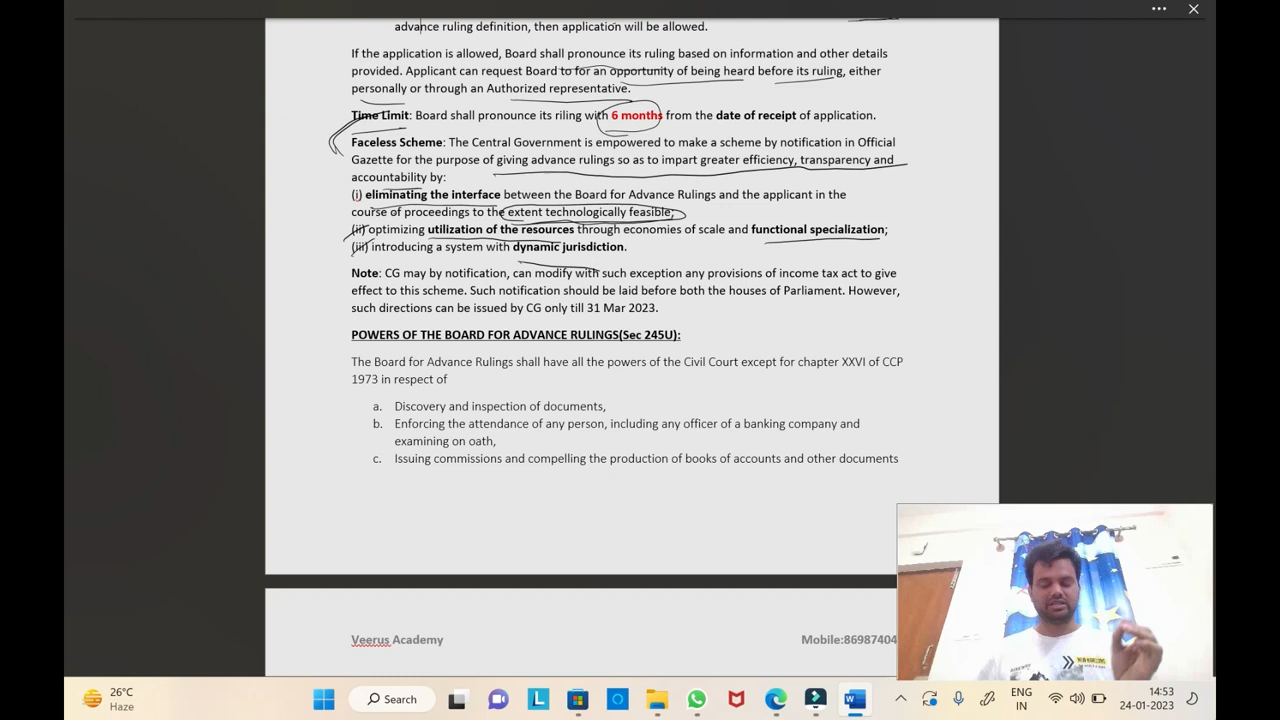 advance ruling definition, then application will be allowed.
If the application is allowed, Board shall pronounce its ruling based on information and other details
provided. Applicant can request Board to for an opportunity of being heard before its ruling, either
personally or through an Authorized representative.
Time Limit: Board shall pronounce its riling with 6 months from the date of receipt of application.
Faceless Scheme: The Central Government is empowered to make a scheme by notification in Official
Gazette for the purpose of giving advance rulings so as to impart greater efficiency, transparency and
accountability by:
(i) eliminating the interface between the Board for Advance Rulings and the applicant in the
course of proceedings to the extent technologically feasible;
(ii) optimizing utilization of the resources through economies of scale and functional specialization;
(iii) introducing a system with dynamic jurisdiction.
Note: CG may by notification, can modify with such exception any provisions of income tax act to give
effect to this scheme. Such notification should be laid before both the houses of Parliament. However,
such directions can be issued by CG only till 31 Mar 2023.
POWERS OF THE BOARD FOR ADVANCE RULINGS(Sec 245U):
The Board for Advance Rulings shall have all the powers of the Civil Court except for chapter XXVI of CCP
1973 in respect of
a. Discovery and inspection of documents,
b. Enforcing the attendance of any person, including any officer of a banking company and
examining on oath,
c. Issuing commissions and compelling the production of books of accounts and other documents
Veerus Academy
Mobile:86987404
26°C
Haze
Search
ENG
IN
14:53
24-01-2023